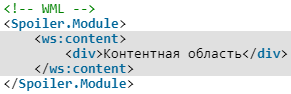 <!-- WML -->
<Spoiler.Module>
    <ws:content>
        <div>Контентная область</div>
    </ws:content>
</Spoiler.Module>